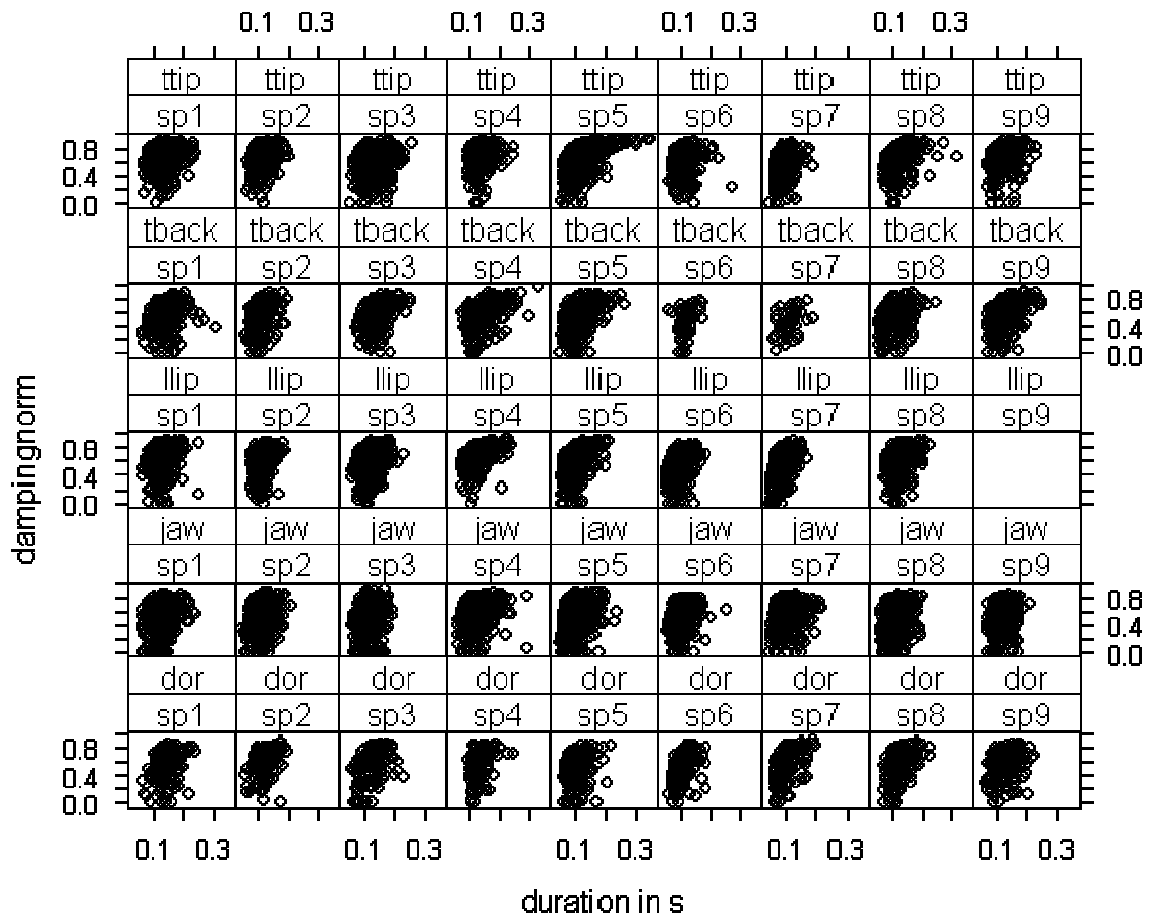 0.1 0.3 0.1 0.3 0.1 0.3 0.1 0.3
ttip ttip ttip ttip ttip ttip ttip ttip ttip
sp1 sp2 sp3 sp4 sp5 sp6 sp7 sp8 sp9
0.8
0.4
0.0
tback tback tback tback tback tback tback tback tback
sp1 sp2 sp3 sp4 sp5 sp6 sp7 sp8 sp9
0.8
0.4
0.0
llip llip llip llip llip llip llip llip llip
sp1 sp2 sp3 sp4 sp5 sp6 sp7 sp8 sp9
0.8
0.4
0.0
jaw jaw jaw jaw jaw jaw jaw jaw jaw
sp1 sp2 sp3 sp4 sp5 sp6 sp7 sp8 sp9
0.8
0.4
0.0
dor dor dor dor dor dor dor dor dor
sp1 sp2 sp3 sp4 sp5 sp6 sp7 sp8 sp9
0.8
0.4
0.0
0.1 0.3 0.1 0.3 0.1 0.3 0.1 0.3 0.1 0.3
duration in s
dampingnorm